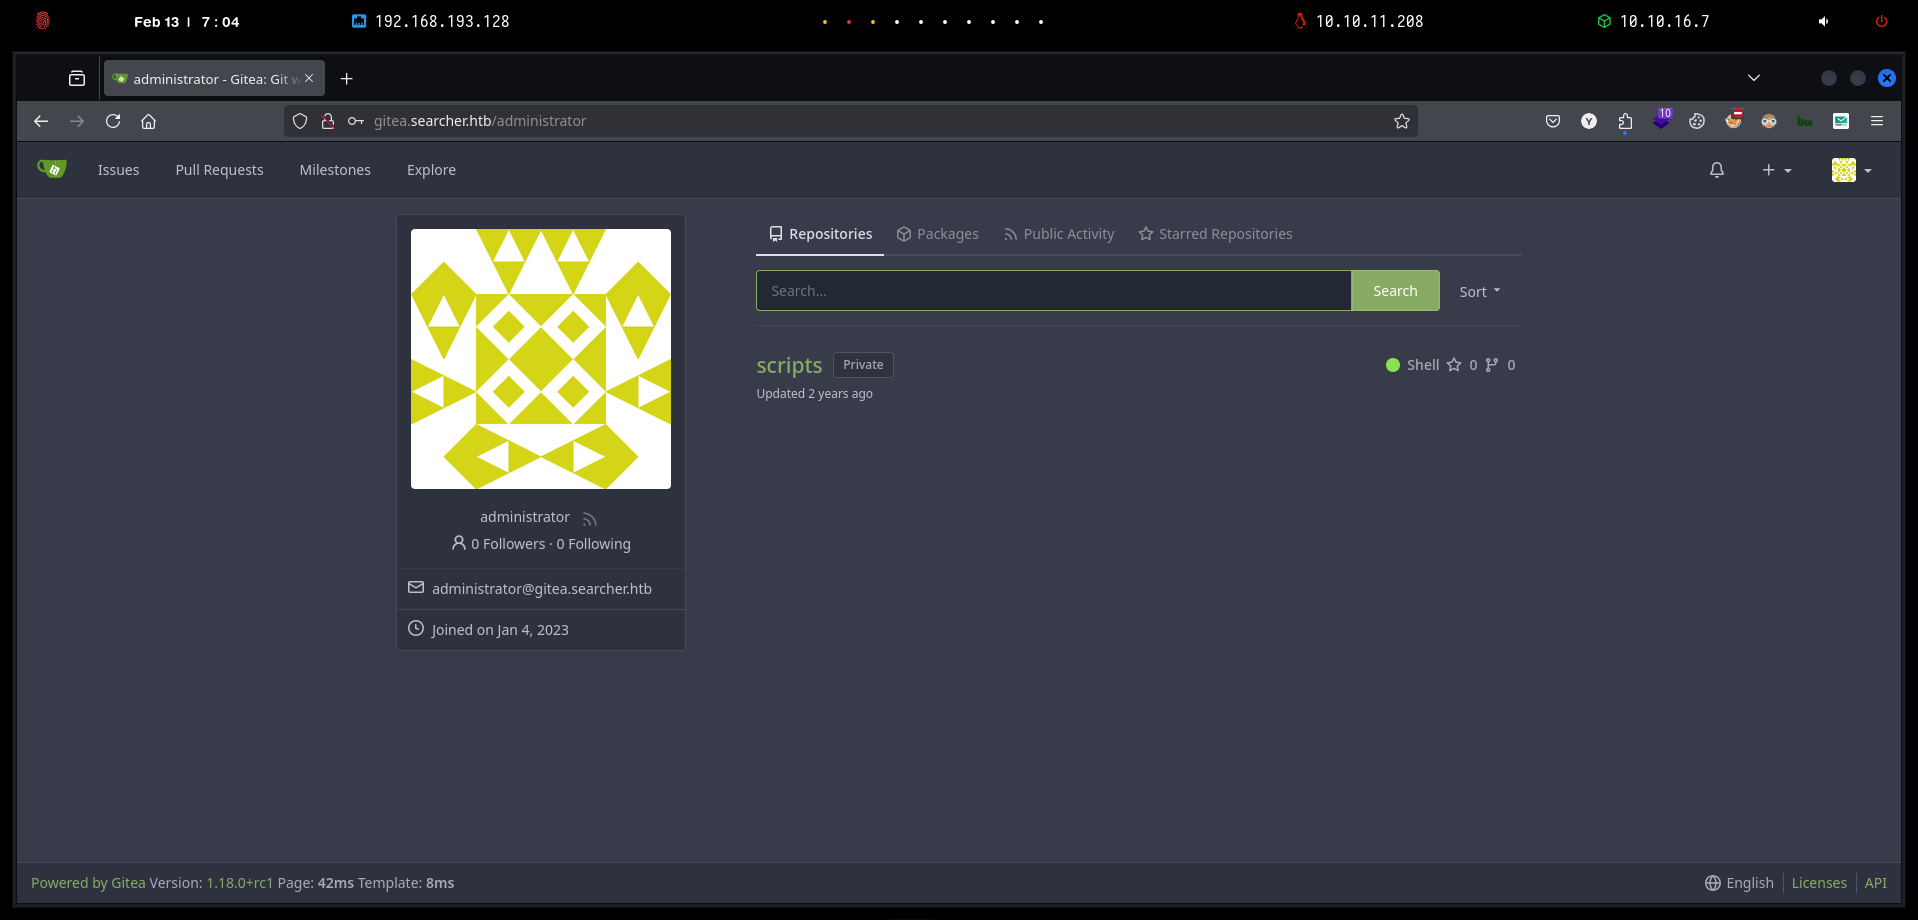 Feb 13 | 7:04 192.168.193.128 10.10.11.208 10.10.16.7
administrator - Gitea: Git w
gitea.searcher.htb/administrator
10
Y
bw
Issues Pull Requests Milestones Explore
Repositories Packages Public Activity Starred Repositories
Search... Search Sort
scripts Private Shell 0 0
Updated 2 years ago
administrator
0 Followers · 0 Following
administrator@gitea.searcher.htb
Joined on Jan 4, 2023
Powered by Gitea Version: 1.18.0+rc1 Page: 42ms Template: 8ms English Licenses API